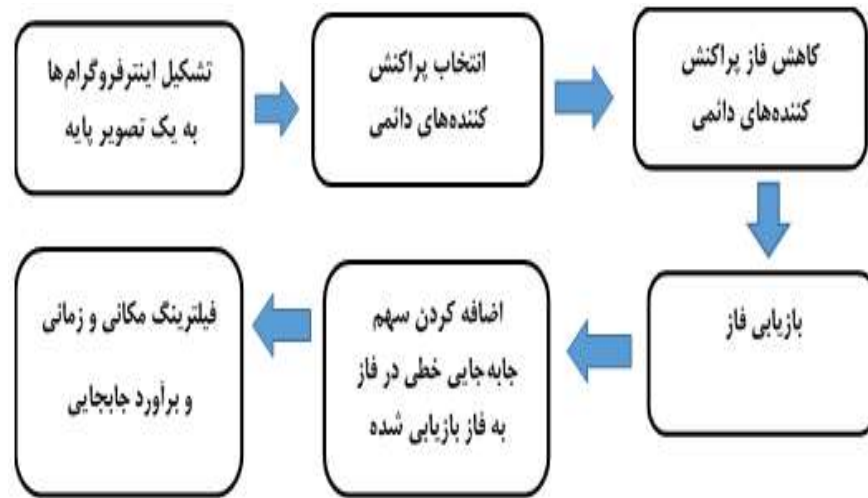 تشکیل اینترفروگرام‌ها
به یک تصویر پایه
انتخاب پراکنش
کننده‌های دائمی
کاهش فاز پراکنش
کننده‌های دائمی
بازیابی فاز
اضافه کردن سهم
جابه‌جایی خطی در فاز
به فاز بازیابی شده
فیلترینگ مکانی و زمانی
و برآورد جابجایی